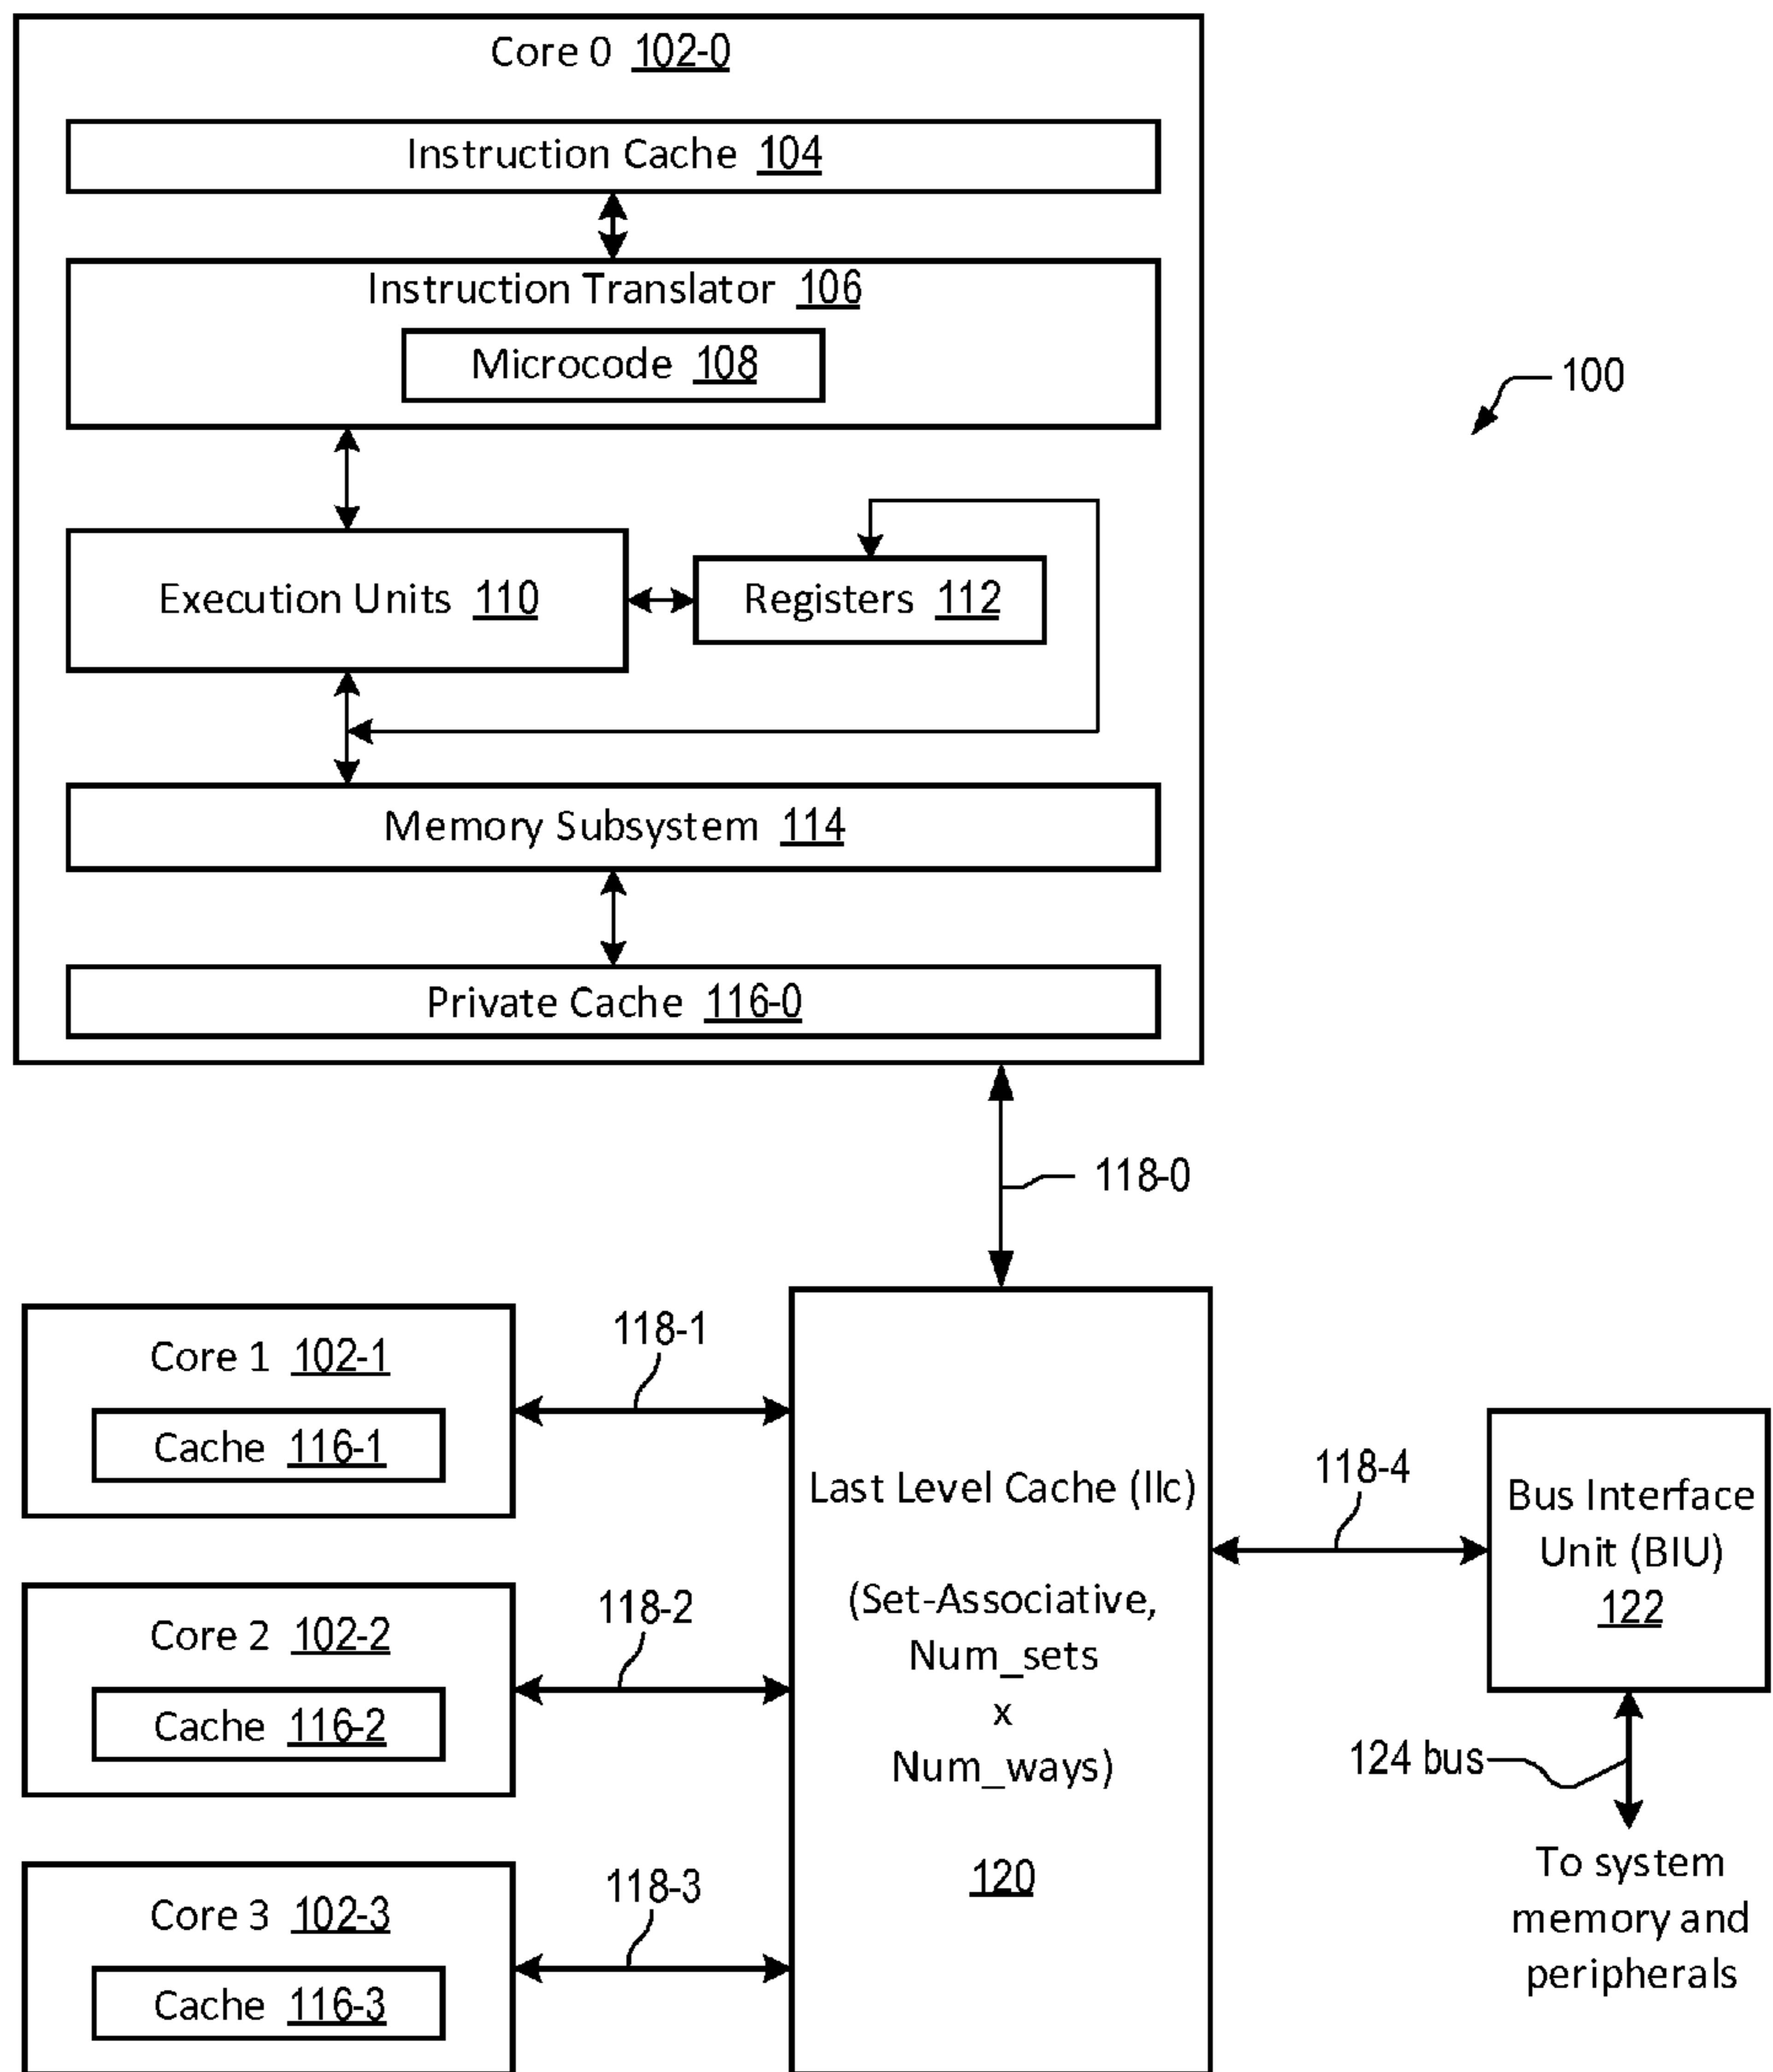 Core 0 102-0
Instruction Cache 104
Instruction Translator 106
Microcode 108
100
Execution Units 110
Registers 112
Memory Subsystem 114
Private Cache 116-0
118-0
Core 1 102-1
Cache 116-1
118-1
Core 2 102-2
Cache 116-2
118-2
Core 3 102-3
Cache 116-3
118-3
Last Level Cache (llc)
(Set-Associative,
Num_sets
x
Num_ways)
120
118-4
Bus Interface
Unit (BIU)
122
124 bus
To system
memory and
peripherals